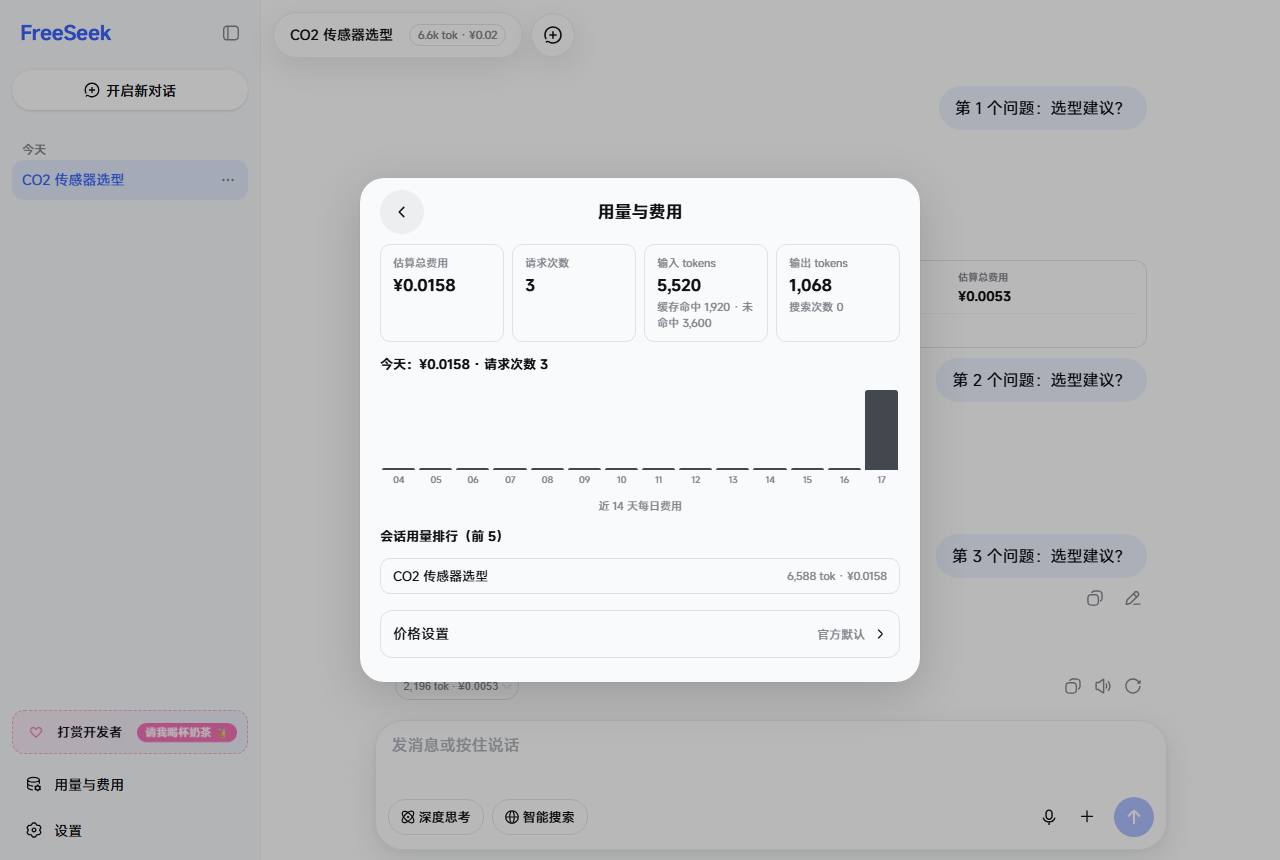 FreeSeek
开启新对话
今天
CO2 传感器选型
打赏开发者
请我喝杯奶茶
用量与费用
设置
CO2 传感器选型
6.6k tok · ¥0.02
第 1 个问题：选型建议？
估算总费用
¥0.0053
第 2 个问题：选型建议？
第 3 个问题：选型建议？
2,196 tok · ¥0.0053
发消息或按住说话
深度思考
智能搜索
用量与费用
估算总费用
¥0.0158
请求次数
3
输入 tokens
5,520
缓存命中 1,920 · 未
命中 3,600
输出 tokens
1,068
搜索次数 0
今天：¥0.0158 · 请求次数 3
04 05 06 07 08 09 10 11 12 13 14 15 16 17
近 14 天每日费用
会话用量排行（前 5）
CO2 传感器选型
6,588 tok · ¥0.0158
价格设置
官方默认